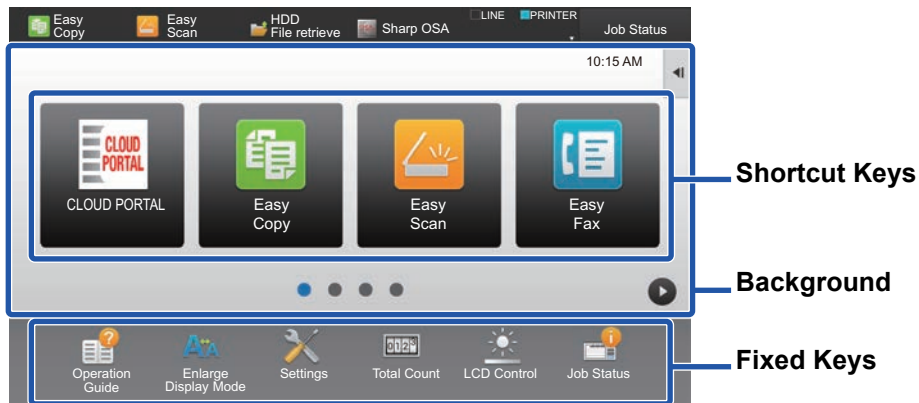 Easy
Copy
Easy
Scan
HDD
File retrieve
Sharp OSA
LINE
PRINTER
Job Status
10:15 AM
CLOUD
PORTAL
CLOUD PORTAL
Easy
Copy
Easy
Scan
Easy
Fax
Shortcut Keys
Background
Operation
Guide
Enlarge
Display Mode
Settings
Total Count
LCD Control
Job Status
Fixed Keys